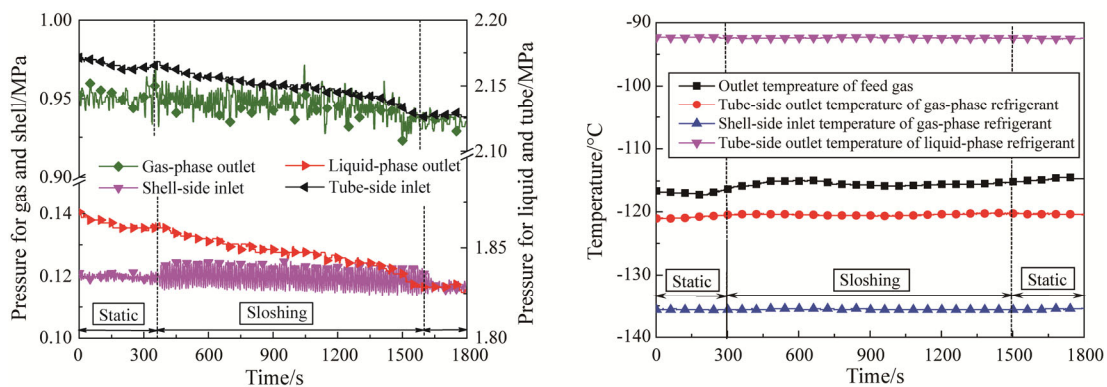 Pressure for gas and shell/MPa
1.00
0.95
0.90
0.14
0.12
0.10
Gas-phase outlet
Liquid-phase outlet
Shell-side inlet
Tube-side inlet
Static
Sloshing
0 300 600 900 1200 1500 1800
Time/s
2.20
2.15
2.10
1.85
1.80
Pressure for liquid and tube/MPa
Temperature/°C
-90
-100
-110
-115
-120
-130
-140
Outlet tempreature of feed gas
Tube-side outlet temperature of gas-phase refrigerant
Shell-side inlet temperature of gas-phase refrigerant
Tube-side outlet temperature of liquid-phase refrigerant
Static
Sloshing
Static
0 300 600 900 1200 1500 1800
Time/s